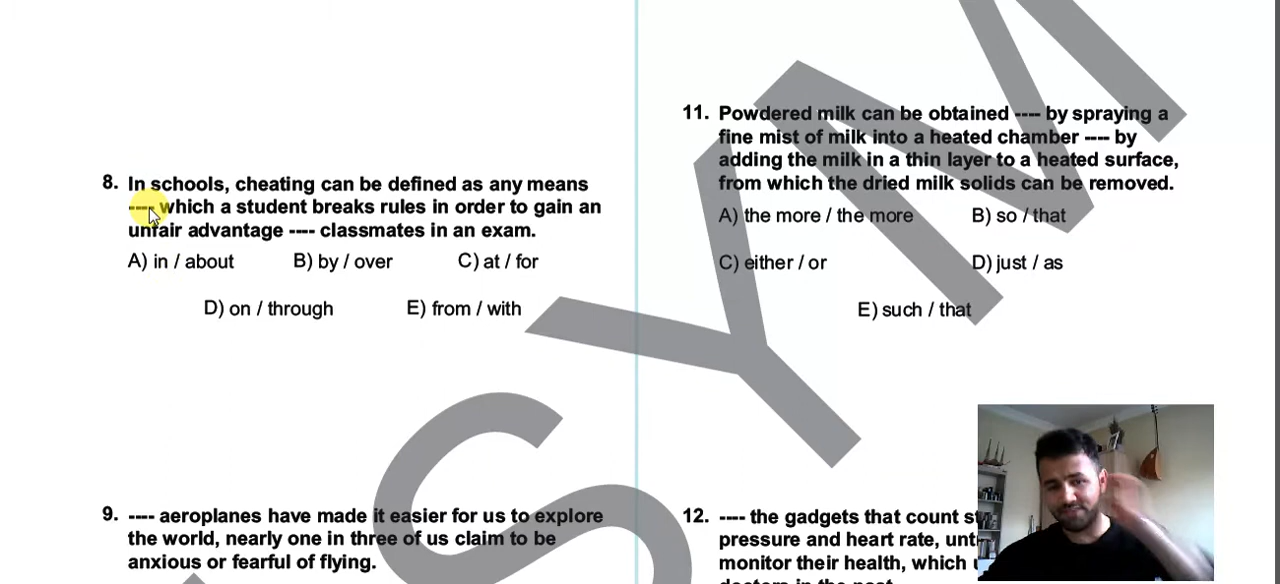 8. In schools, cheating can be defined as any means
---- which a student breaks rules in order to gain an
unfair advantage ---- classmates in an exam.
A) in / about B) by / over C) at / for
D) on / through E) from / with
9. ---- aeroplanes have made it easier for us to explore
the world, nearly one in three of us claim to be
anxious or fearful of flying.
11. Powdered milk can be obtained ---- by spraying a
fine mist of milk into a heated chamber ---- by
adding the milk in a thin layer to a heated surface,
from which the dried milk solids can be removed.
A) the more / the more B) so / that
C) either / or D) just / as
E) such / that
12. ---- the gadgets that count
pressure and heart rate,
monitor their health, which
SYM